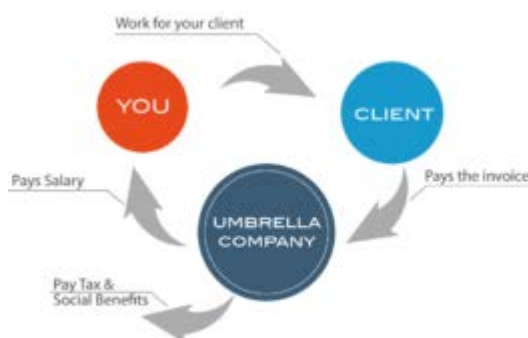 Work for your client
YOU
CLIENT
Pays Salary
Pays the invoice
UMBRELLA
COMPANY
Pay Tax &
Social Benefits